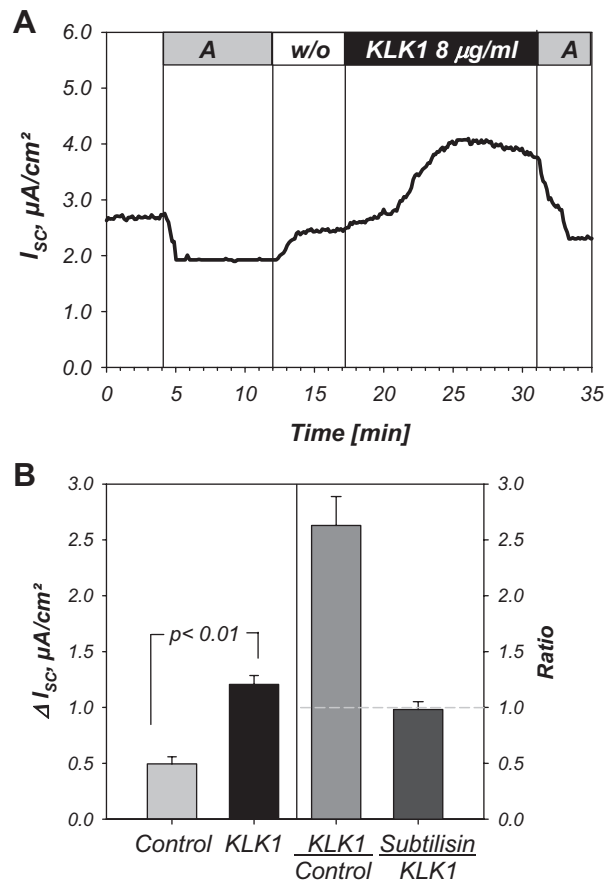 A
A w/o KLK1 8 µg/ml A
6.0
5.0
4.0
3.0
2.0
1.0
0.0
I_SC, µA/cm²
0 5 10 15 20 25 30 35
Time [min]
B
3.0
2.5
2.0
1.5
1.0
0.5
0.0
Δ I_SC, µA/cm²
p< 0.01
3.0
2.5
2.0
1.5
1.0
0.5
0.0
Ratio
Control KLK1 KLK1 Subtilisin
Control KLK1